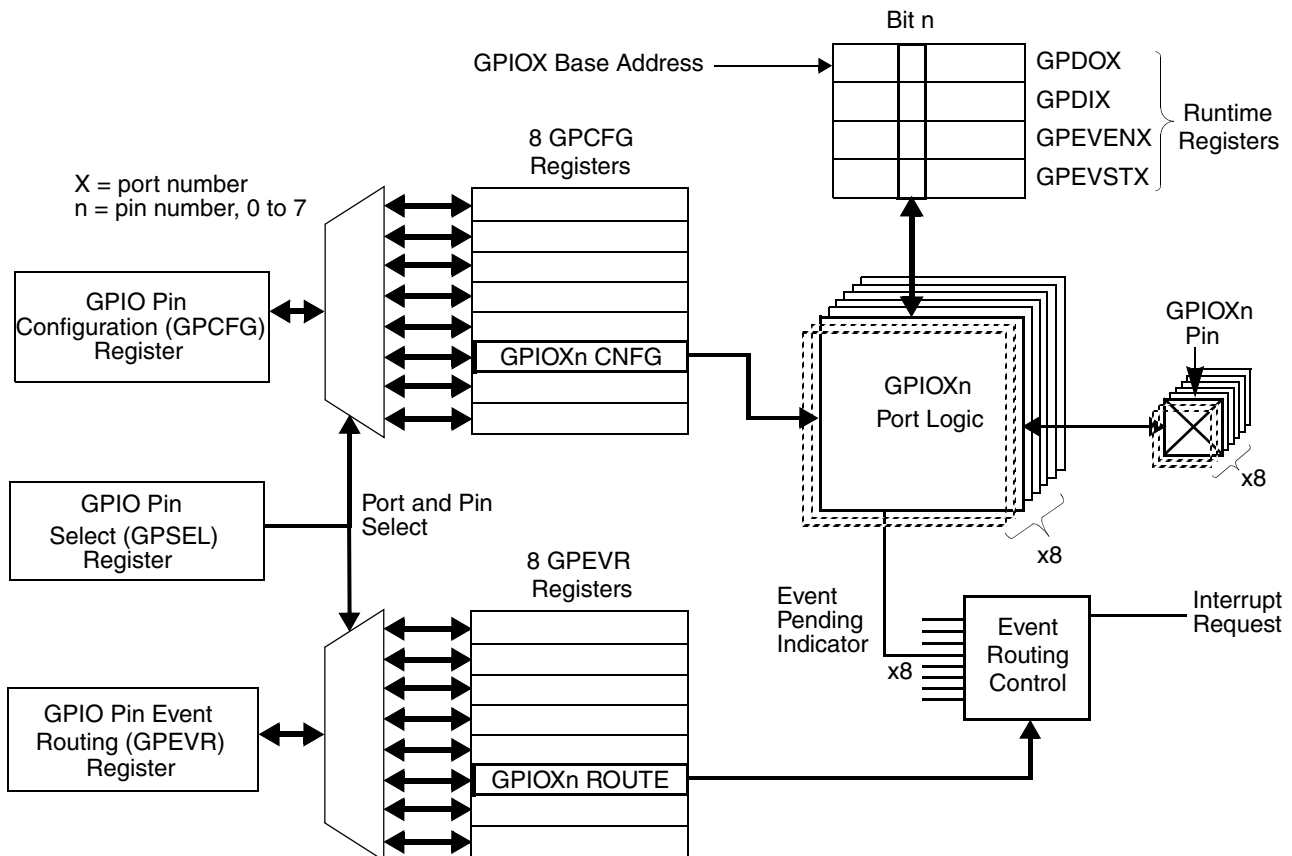 Bit n
GPIOX Base Address
GPDOX
GPDIX
GPEVENX
GPEVSTX
Runtime
Registers
8 GPCFG
Registers
X = port number
n = pin number, 0 to 7
GPIO Pin
Configuration (GPCFG)
Register
GPIOXn CNFG
GPIOXn
Port Logic
GPIOXn
Pin
x8
x8
GPIO Pin
Select (GPSEL)
Register
Port and Pin
Select
8 GPEVR
Registers
Event
Pending
Indicator
x8
Event
Routing
Control
Interrupt
Request
GPIO Pin Event
Routing (GPEVR)
Register
GPIOXn ROUTE